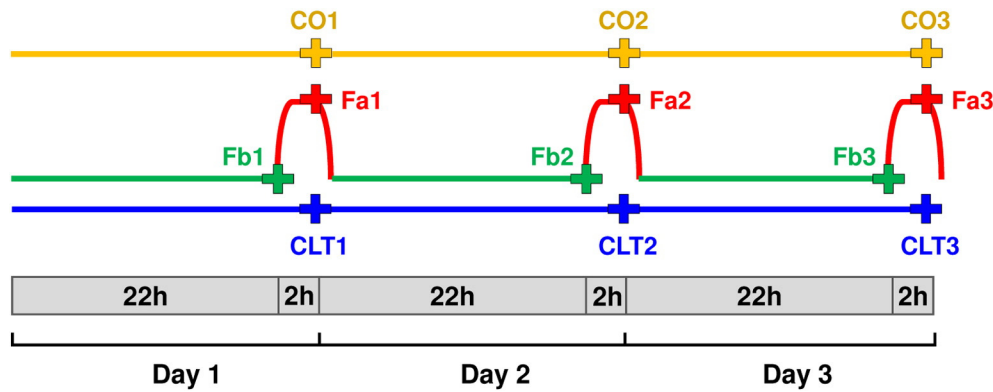 CO1 CO2 CO3
Fa1 Fa2 Fa3
Fb1 Fb2 Fb3
CLT1 CLT2 CLT3
22h 2h 22h 2h 22h 2h
Day 1 Day 2 Day 3